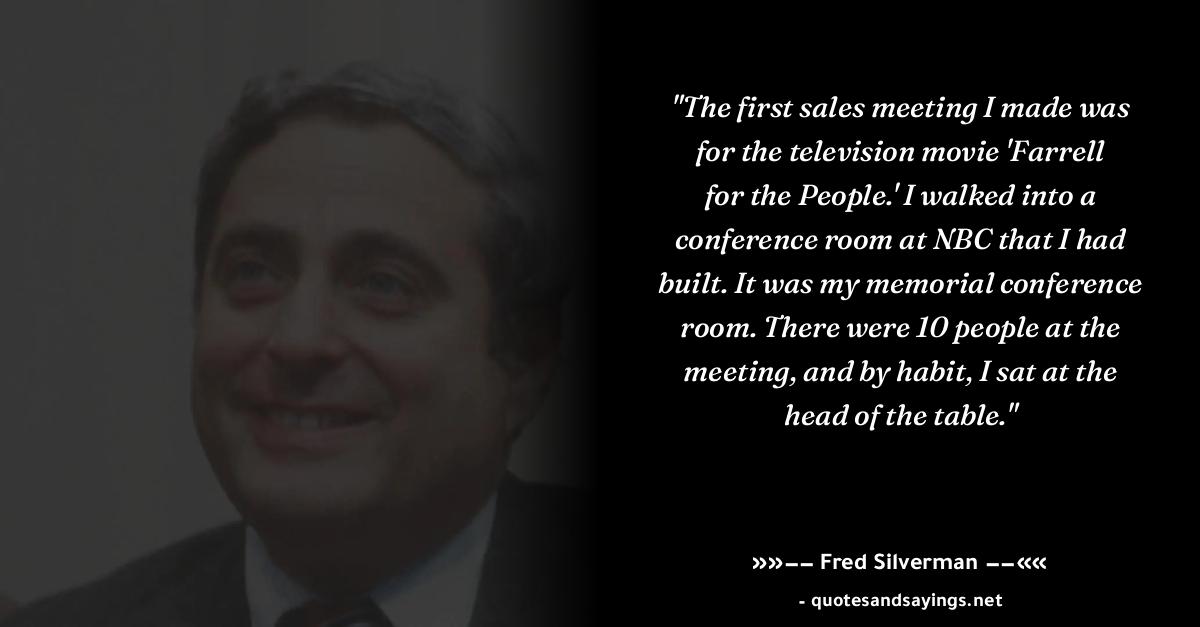 "The first sales meeting I made was
for the television movie 'Farrell
for the People.' I walked into a
conference room at NBC that I had
built. It was my memorial conference
room. There were 10 people at the
meeting, and by habit, I sat at the
head of the table."
»»−− Fred Silverman −−««
- quotesandsayings.net